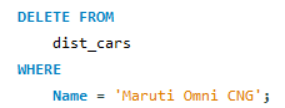 DELETE FROM
dist_cars
WHERE
Name = 'Maruti Omni CNG';